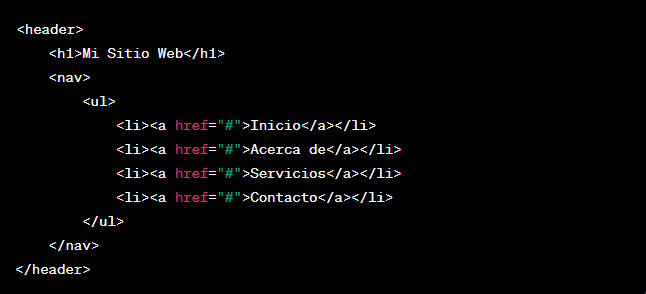 <header>
    <h1>Mi Sitio Web</h1>
    <nav>
        <ul>
            <li><a href="#">Inicio</a></li>
            <li><a href="#">Acerca de</a></li>
            <li><a href="#">Servicios</a></li>
            <li><a href="#">Contacto</a></li>
        </ul>
    </nav>
</header>